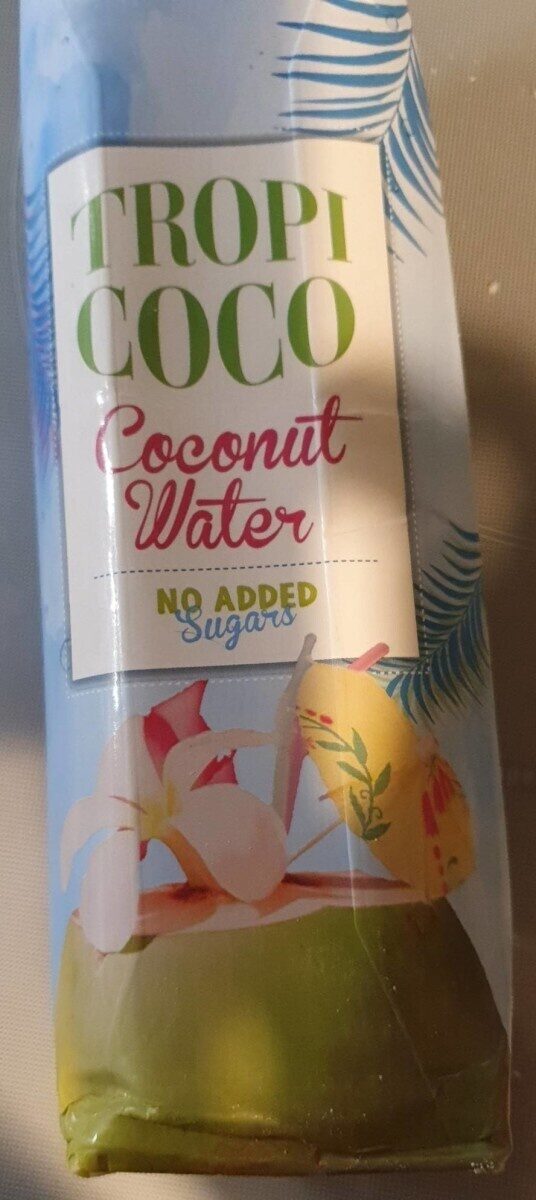 TROPI
COCO
Coconut
Water
NO ADDED
Sugars